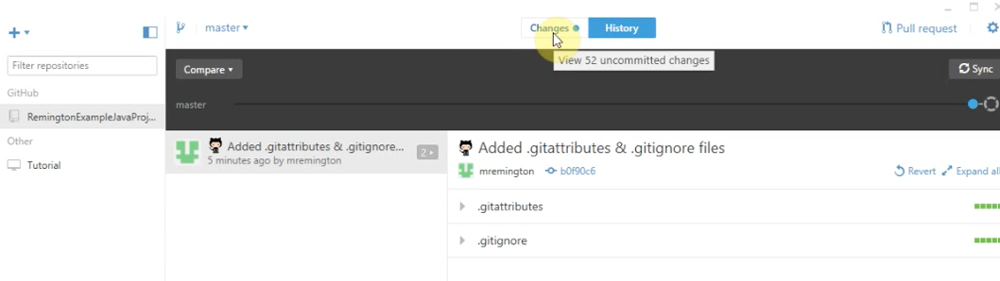 master
Changes
History
Pull request
View 52 uncommitted changes
Filter repositories
Compare
Sync
GitHub
master
RemingtonExampleJavaProj...
Other
Tutorial
Added .gitattributes & .gitignore...
5 minutes ago by mremington
2
Added .gitattributes & .gitignore files
mremington
b0f90c6
Revert
Expand all
.gitattributes
.gitignore